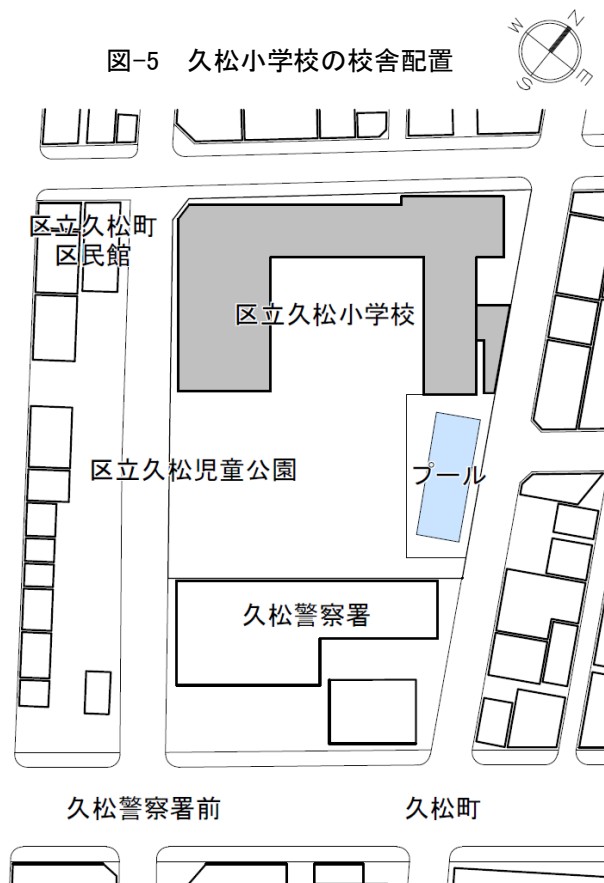 図-5　久松小学校の校舎配置
W
N
S
E
区立久松町
区民館
区立久松小学校
区立久松児童公園
プール
久松警察署
久松警察署前
久松町